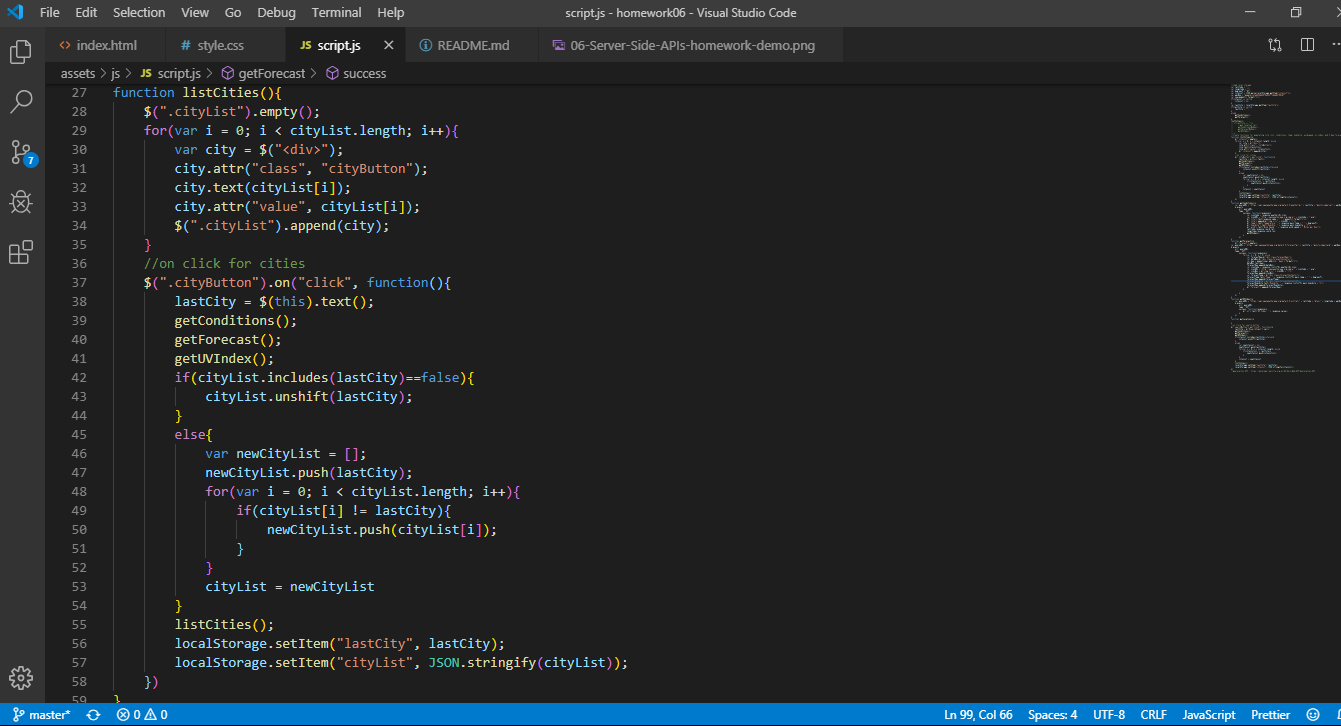 File Edit Selection View Go Debug Terminal Help script.js - homework06 - Visual Studio Code
<> index.html # style.css JS script.js × README.md 06-Server-Side-APIs-homework-demo.png
assets > js > JS script.js > getForecast > success
27 function listCities(){
28 $(".cityList").empty();
29 for(var i = 0; i < cityList.length; i++){
30 var city = $("<div>");
31 city.attr("class", "cityButton");
32 city.text(cityList[i]);
33 city.attr("value", cityList[i]);
34 $(".cityList").append(city);
35 }
36 //on click for cities
37 $(".cityButton").on("click", function(){
38 lastCity = $(this).text();
39 getConditions();
40 getForecast();
41 getUVIndex();
42 if(cityList.includes(lastCity)==false){
43 cityList.unshift(lastCity);
44 }
45 else{
46 var newCityList = [];
47 newCityList.push(lastCity);
48 for(var i = 0; i < cityList.length; i++){
49 if(cityList[i] != lastCity){
50 newCityList.push(cityList[i]);
51 }
52 }
53 cityList = newCityList
54 }
55 listCities();
56 localStorage.setItem("lastCity", lastCity);
57 localStorage.setItem("cityList", JSON.stringify(cityList));
58 })
59 }
7
master* 0 0 Ln 99, Col 66 Spaces: 4 UTF-8 CRLF JavaScript Prettier